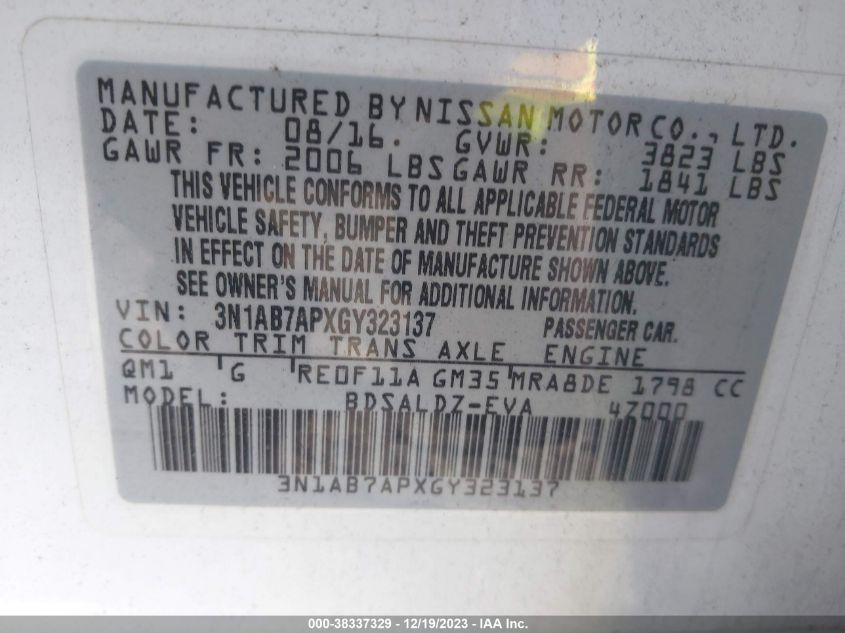 MANUFACTURED BY NISSAN MOTOR CO., LTD.
DATE: 08/16. GVWR: 3823 LBS
GAWR FR: 2006 LBS GAWR RR: 1841 LBS
THIS VEHICLE CONFORMS TO ALL APPLICABLE FEDERAL MOTOR
VEHICLE SAFETY, BUMPER AND THEFT PREVENTION STANDARDS
IN EFFECT ON THE DATE OF MANUFACTURE SHOWN ABOVE.
SEE OWNER'S MANUAL FOR ADDITIONAL INFORMATION.
VIN: 3N1AB7APXGY323137 PASSENGER CAR.
COLOR TRIM TRANS AXLE ENGINE
QM1 G RE0F11A GM35 MRA8DE 1798 CC
MODEL: BDSALDZ-EVA 47000
3N1AB7APXGY323137
000-38337329 - 12/19/2023 - IAA Inc.